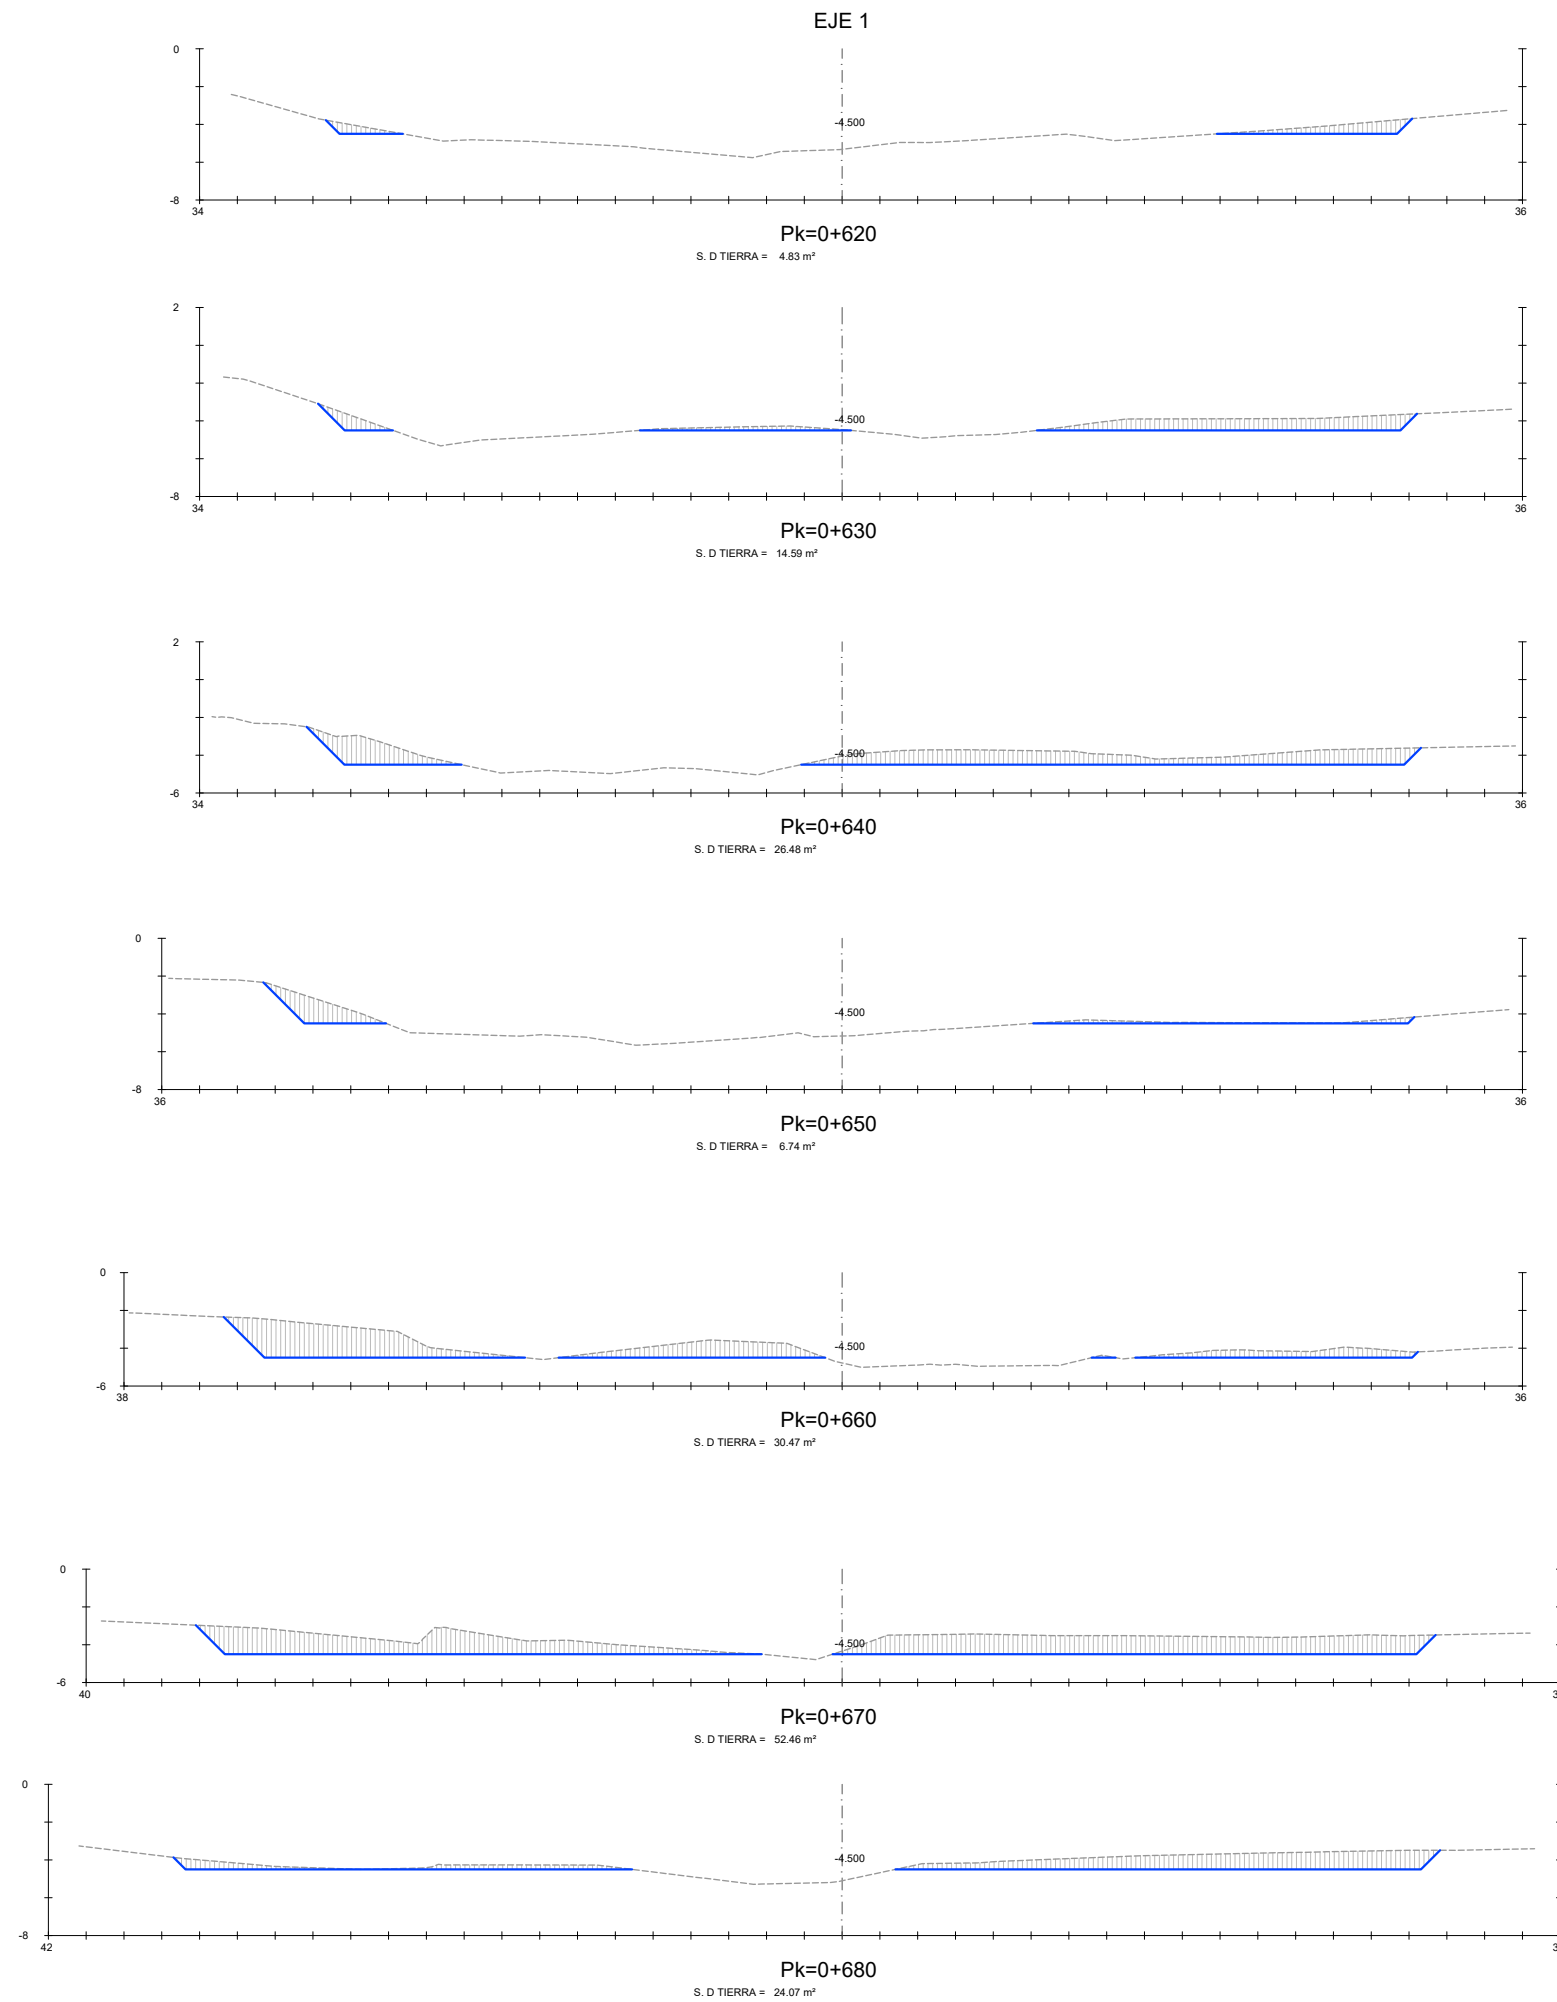 EJE 1
0
-4.500
-8
34
36
Pk=0+620
S. D TIERRA = 4.83 m²
2
-4.500
-8
34
36
Pk=0+630
S. D TIERRA = 14.59 m²
2
-4.500
-6
34
36
Pk=0+640
S. D TIERRA = 26.48 m²
0
-4.500
-8
36
36
Pk=0+650
S. D TIERRA = 6.74 m²
0
-4.500
-6
38
36
Pk=0+660
S. D TIERRA = 30.47 m²
0
-4.500
-6
40
Pk=0+670
S. D TIERRA = 52.46 m²
0
-4.500
-8
42
Pk=0+680
S. D TIERRA = 24.07 m²